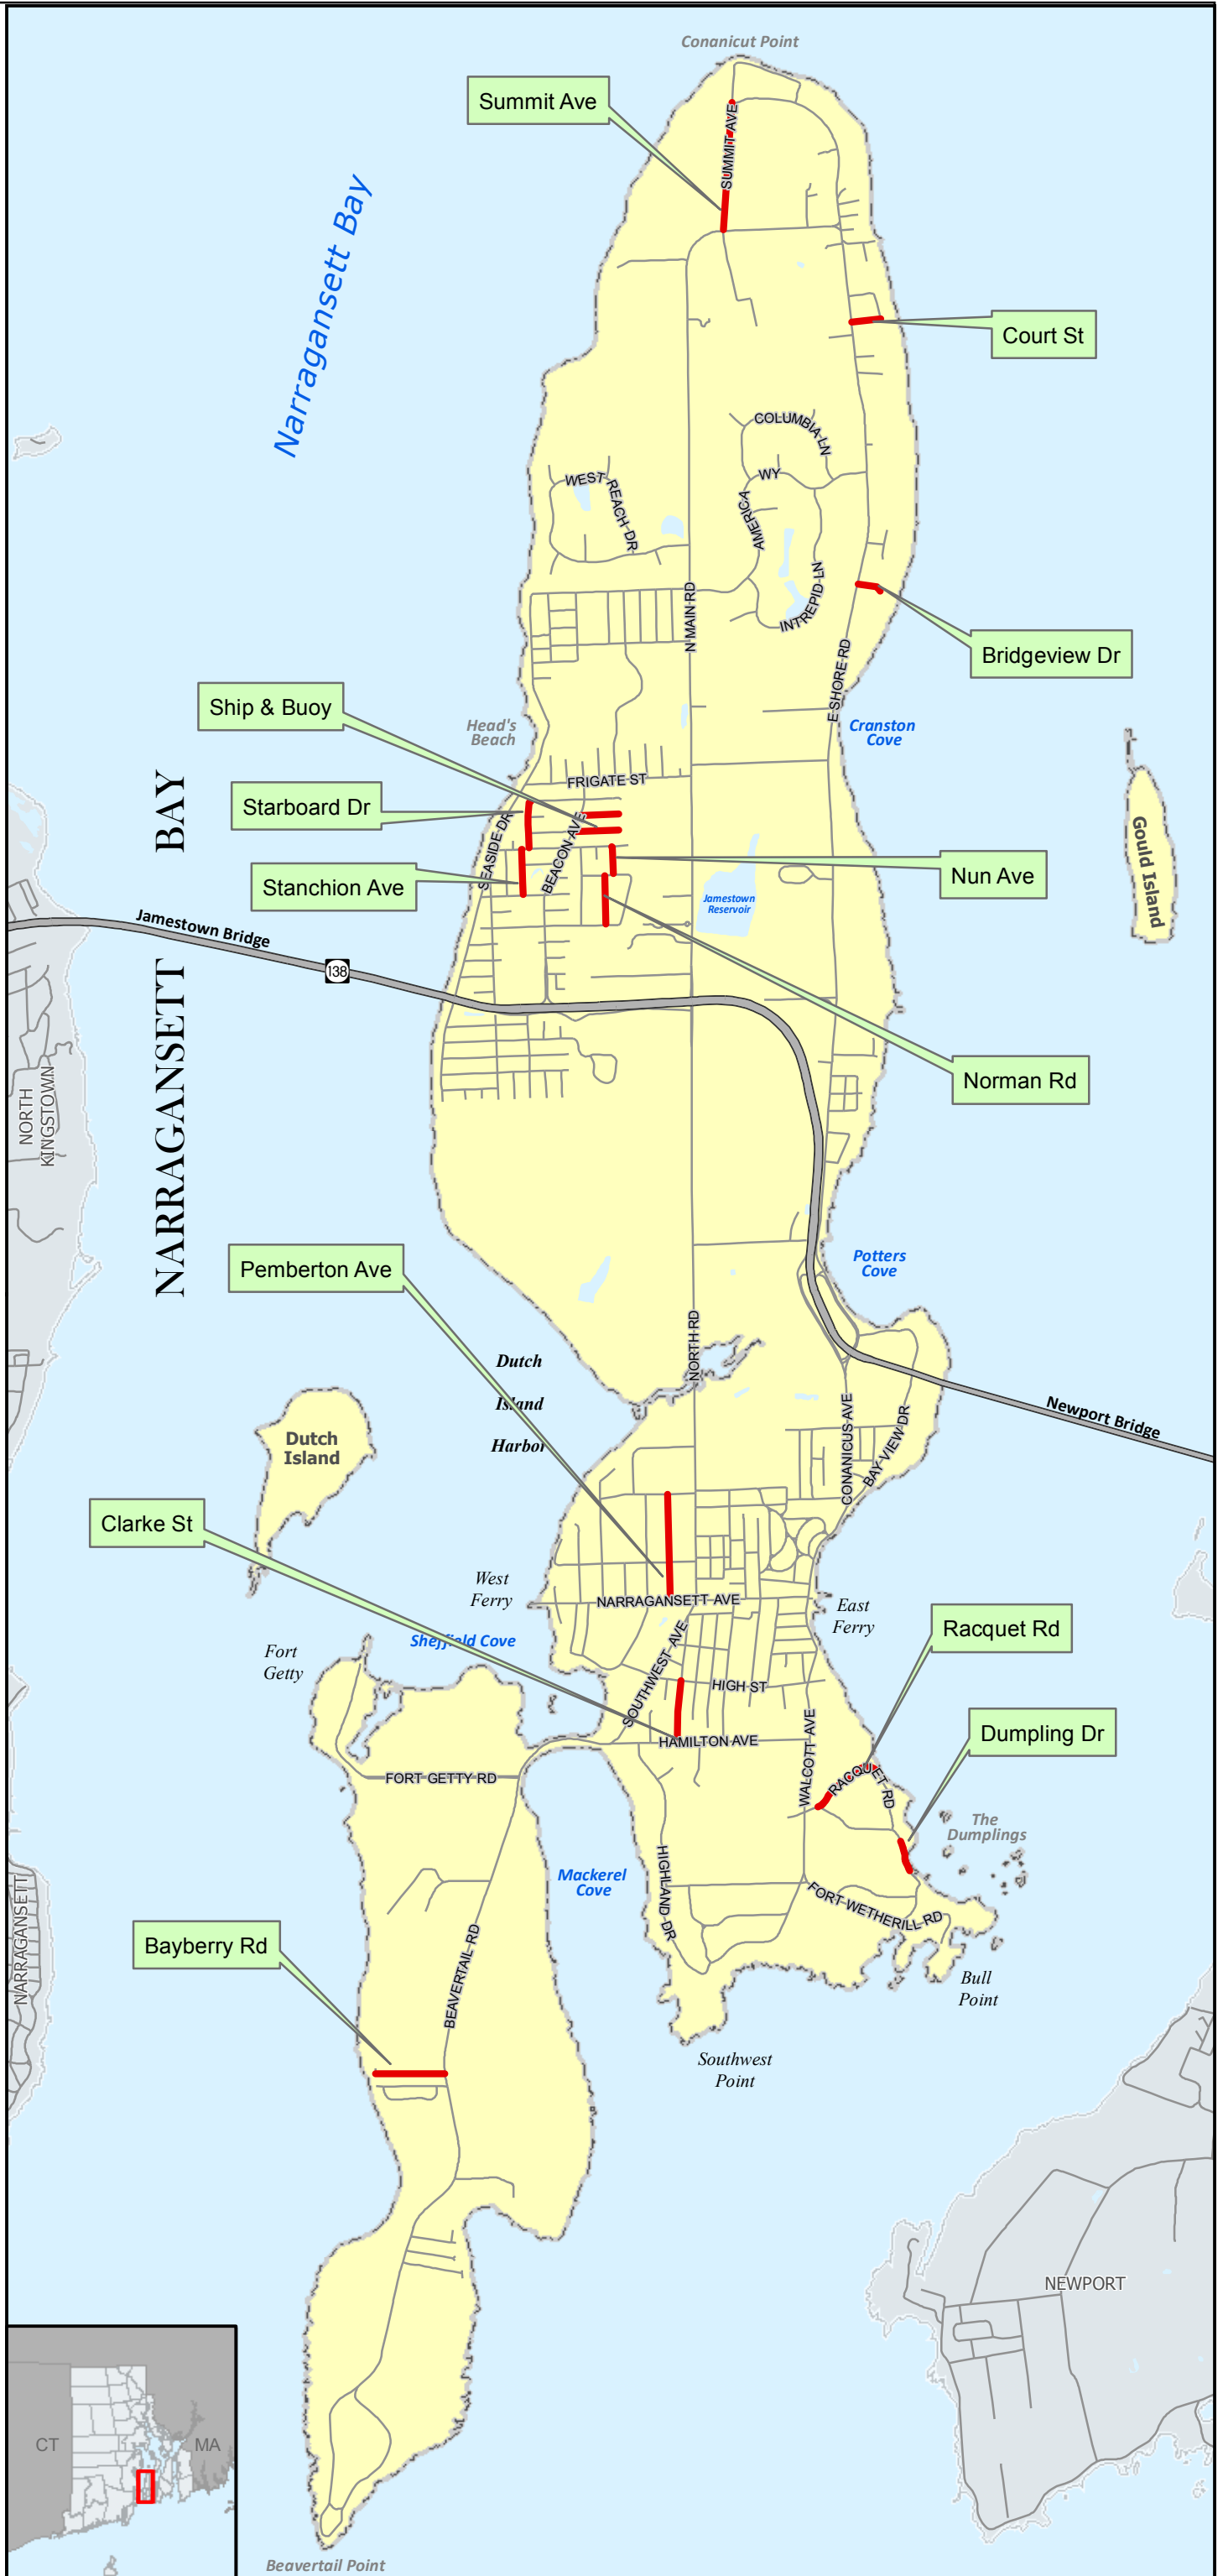 Conanicut Point
Summit Ave
SUMMIT AVE
Narragansett Bay
Court St
COLUMBIA LN
WEST REACH DR
AMERICA WY
INTREPID LN
N MAIN RD
Bridgeview Dr
E SHORE RD
Ship & Buoy
Head's
Beach
Cranston
Cove
FRIGATE ST
Starboard Dr
SEASIDE DR
BEACON AVE
Stanchion Ave
Nun Ave
Jamestown
Reservoir
Gould Island
Jamestown Bridge
138
NARRAGANSETT BAY
Norman Rd
NORTH
KINGSTOWN
Potters
Cove
Pemberton Ave
NORTH RD
Dutch
Island
Harbor
Dutch
Island
Newport Bridge
CONANICUS AVE
BAY VIEW DR
Clarke St
West
Ferry
NARRAGANSETT AVE
East
Ferry
Racquet Rd
Sheffield Cove
Fort
Getty
SOUTHWEST AVE
HIGH ST
HAMILTON AVE
WALCOTT AVE
Dumpling Dr
FORT GETTY RD
RACQUET RD
The
Dumplings
HIGHLAND DR
Mackerel
Cove
FORT WETHERILL RD
NARRAGANSETT
Bayberry Rd
BEAVERTAIL RD
Bull
Point
Southwest
Point
NEWPORT
CT
MA
Beavertail Point